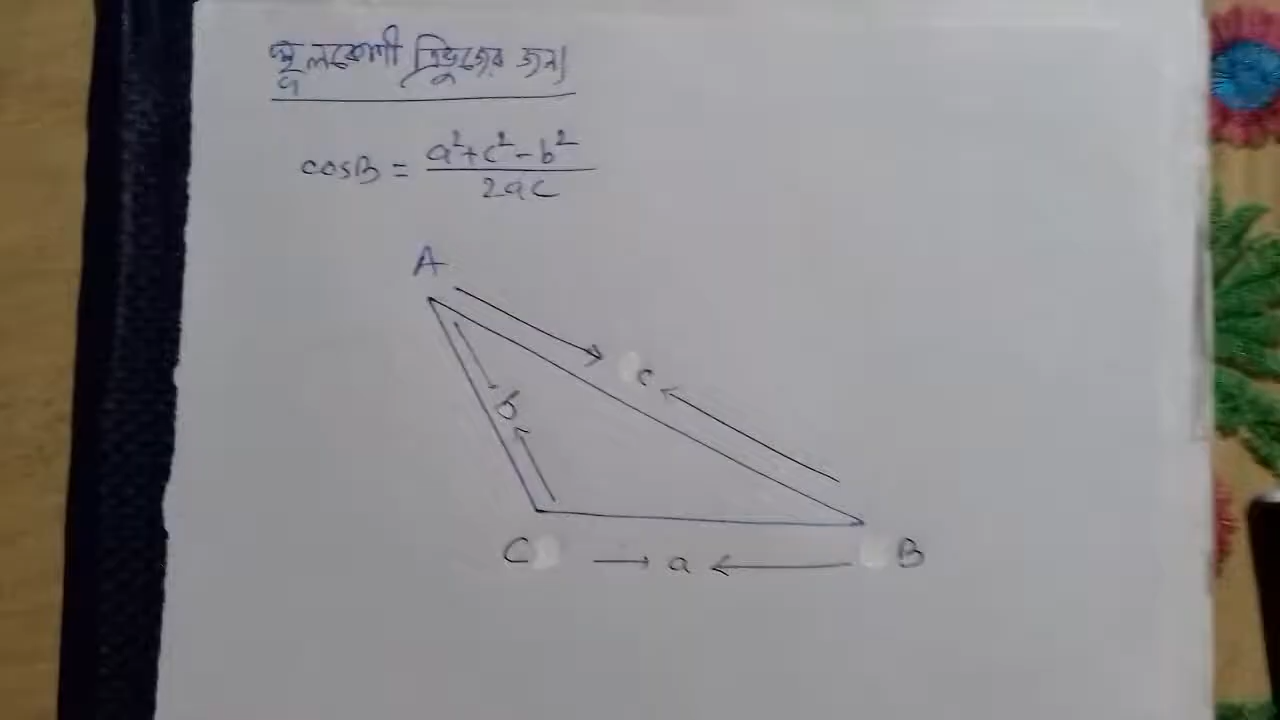 স্থূলকোণী ত্রিভুজের জন্য
cosB = (a²+c²-b²)/(2ac)
A
c
b
C
a
B